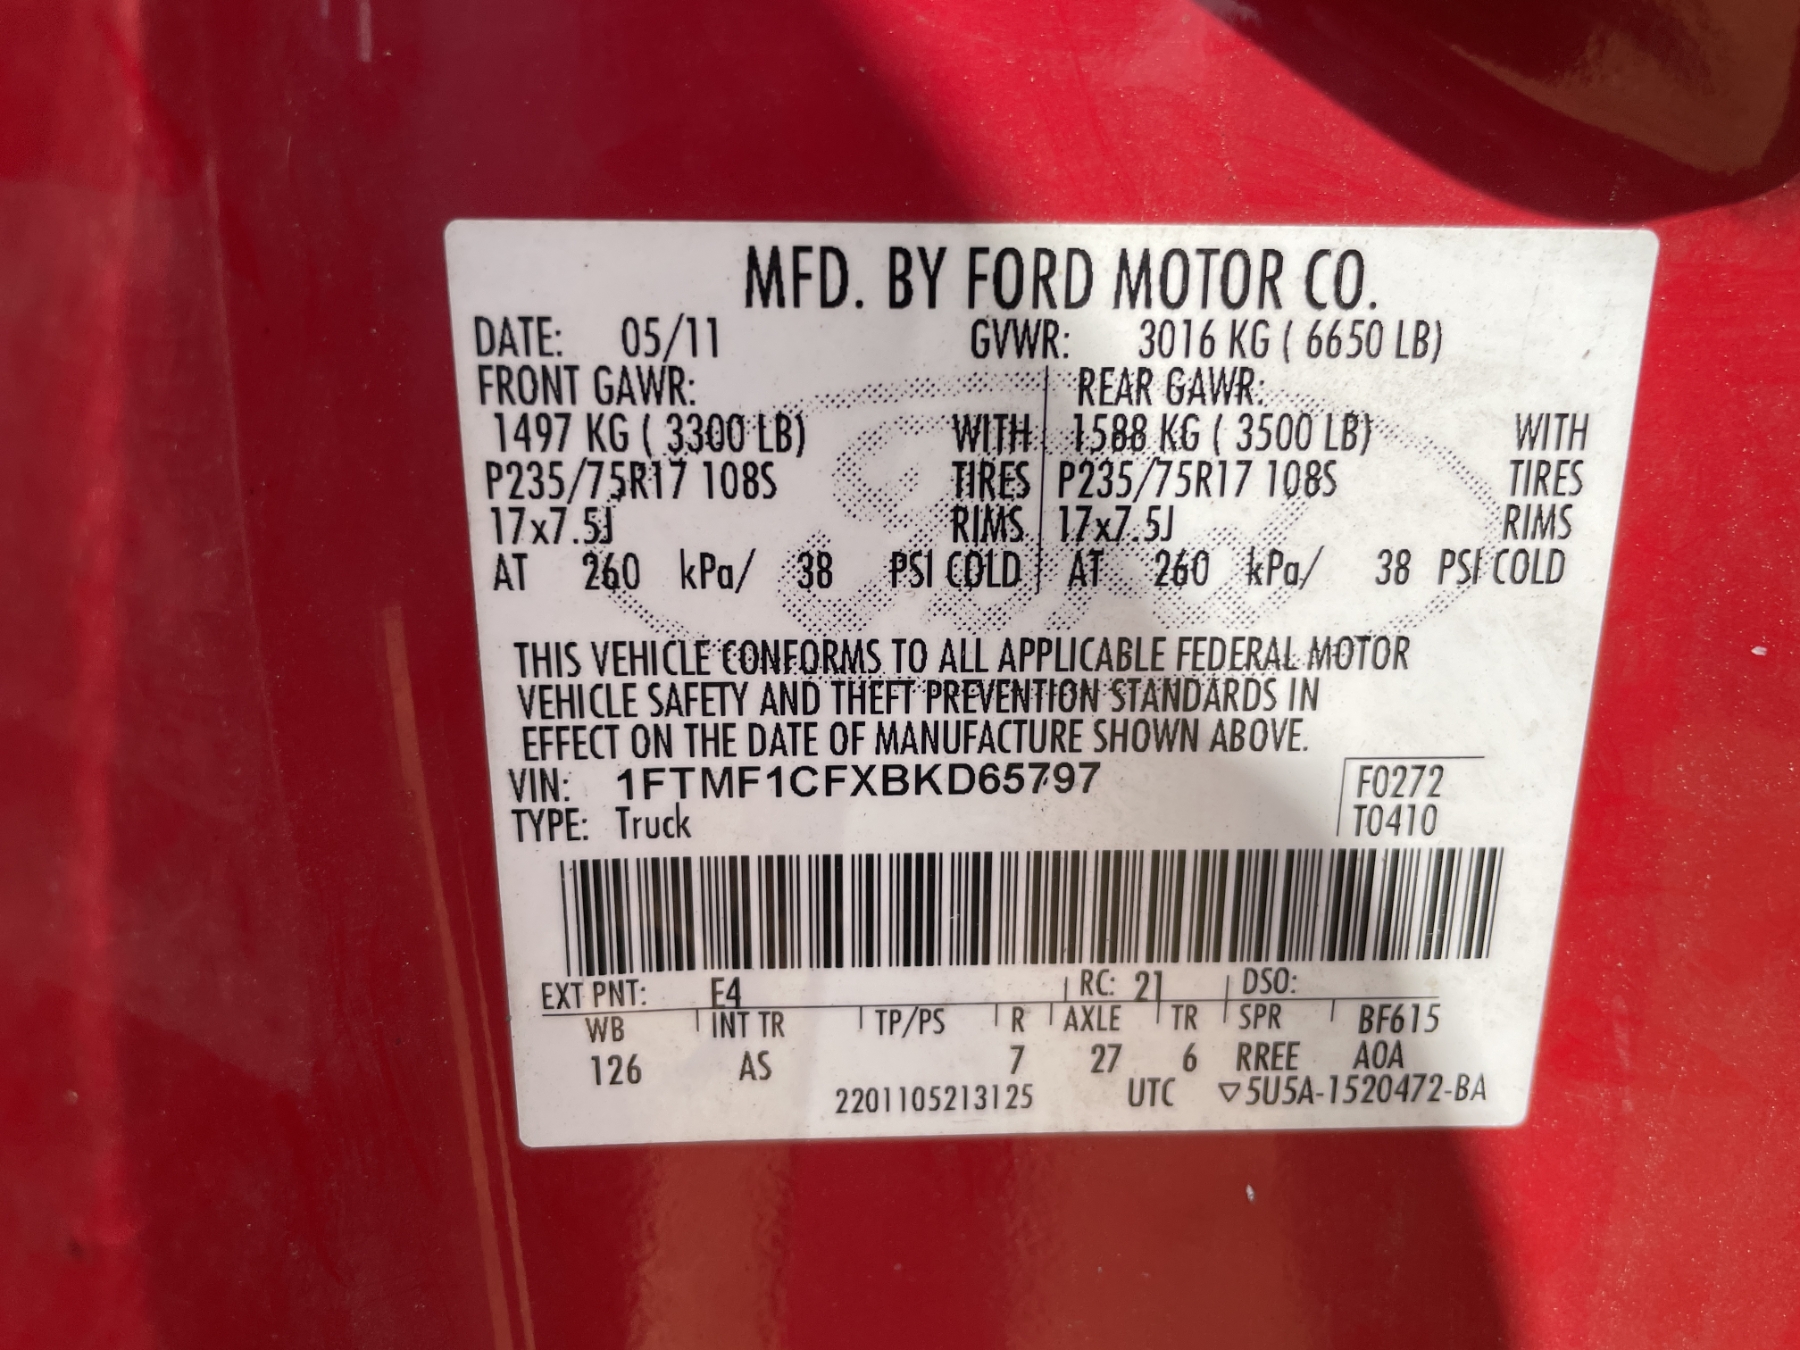 MFD. BY FORD MOTOR CO.
DATE: 05/11 GVWR: 3016 KG ( 6650 LB)
FRONT GAWR: REAR GAWR:
1497 KG ( 3300 LB) WITH 1588 KG ( 3500 LB) WITH
P235/75R17 108S TIRES P235/75R17 108S TIRES
17x7.5J RIMS 17x7.5J RIMS
AT 260 kPa/ 38 PSI COLD AT 260 kPa/ 38 PSI COLD
THIS VEHICLE CONFORMS TO ALL APPLICABLE FEDERAL MOTOR
VEHICLE SAFETY AND THEFT PREVENTION STANDARDS IN
EFFECT ON THE DATE OF MANUFACTURE SHOWN ABOVE.
VIN: 1FTMF1CFXBKD65797 F0272
TYPE: Truck T0410
EXT PNT: E4 RC: 21 DSO:
WB INT TR TP/PS R AXLE TR SPR BF615
126 AS 7 27 6 RREE A0A
2201105213125 UTC ▽5U5A-1520472-BA